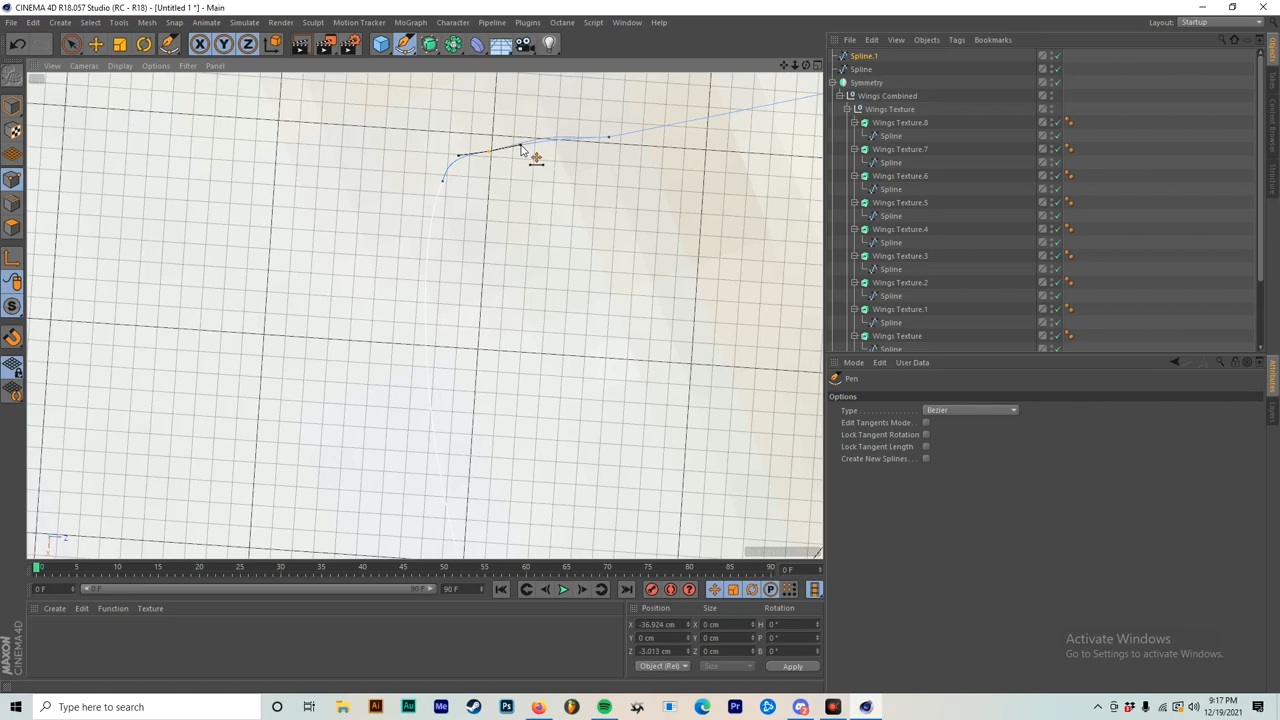 CINEMA 4D R18.057 Studio (RC - R18) - [Untitled 1 *] - Main
File Edit Create Select Tools Mesh Snap Animate Simulate Render Sculpt Motion Tracker MoGraph Character Pipeline Plugins Octane Script Window Help
Layout: Startup
X Y Z
View Cameras Display Options Filter Panel
File Edit View Objects Tags Bookmarks
Spline.1
Spline
Symmetry
Wings Combined
Wings Texture
Wings Texture.8
Spline
Wings Texture.7
Spline
Wings Texture.6
Spline
Wings Texture.5
Spline
Wings Texture.4
Spline
Wings Texture.3
Spline
Wings Texture.2
Spline
Wings Texture.1
Spline
Wings Texture
Spline
Objects
Takes
Structure
Mode Edit User Data
Pen
Options
Type Bezier
Edit Tangents Mode
Lock Tangent Rotation
Lock Tangent Length
Create New Splines
Attributes
Layers
0 5 10 15 20 25 30 35 40 45 50 55 60 65 70 75 80 85 90 0 F
0 F 0 F 90 F 90 F
Create Edit Function Texture
Position Size Rotation
X -36.924 cm X 0 cm H 0 °
Y 0 cm Y 0 cm P 0 °
Z -3.013 cm Z 0 cm B 0 °
Object (Rel) Size Apply
MAXON CINEMA 4D
Activate Windows
Go to Settings to activate Windows.
Type here to search
9:17 PM
12/19/2021